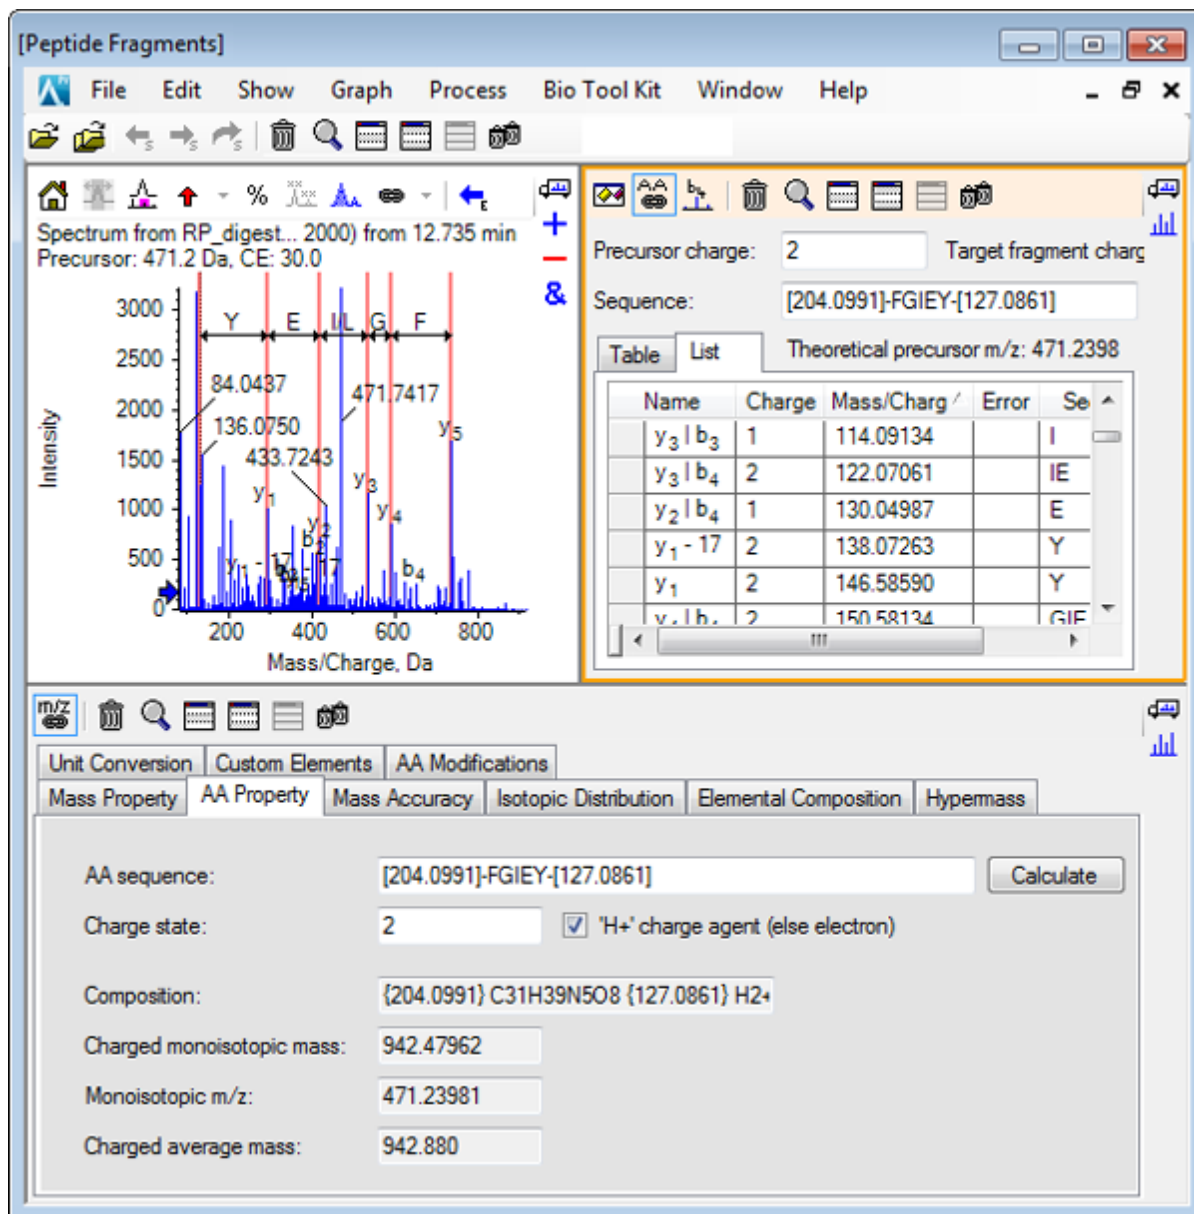 [Peptide Fragments]
File Edit Show Graph Process Bio Tool Kit Window Help
Spectrum from RP_digest... 2000) from 12.735 min
Precursor: 471.2 Da, CE: 30.0
Y E I/L G F
3000
2500
2000
1500
1000
500
0
84.0437
136.0750
471.7417
433.7243
y5
y3
y1
y4
y2
b4
200 400 600 800
Intensity
Mass/Charge, Da
Precursor charge: 2 Target fragment charg
Sequence: [204.0991]-FGIEY-[127.0861]
Table List Theoretical precursor m/z: 471.2398
Name Charge Mass/Charg Error Se
y3 | b3 1 114.09134 I
y3 | b4 2 122.07061 IE
y2 | b4 1 130.04987 E
y1 - 17 2 138.07263 Y
y1 2 146.58590 Y
2 150.58134 GIE
m/z
Unit Conversion Custom Elements AA Modifications
Mass Property AA Property Mass Accuracy Isotopic Distribution Elemental Composition Hypermass
AA sequence: [204.0991]-FGIEY-[127.0861] Calculate
Charge state: 2 'H+' charge agent (else electron)
Composition: {204.0991} C31H39N5O8 {127.0861} H2+
Charged monoisotopic mass: 942.47962
Monoisotopic m/z: 471.23981
Charged average mass: 942.880